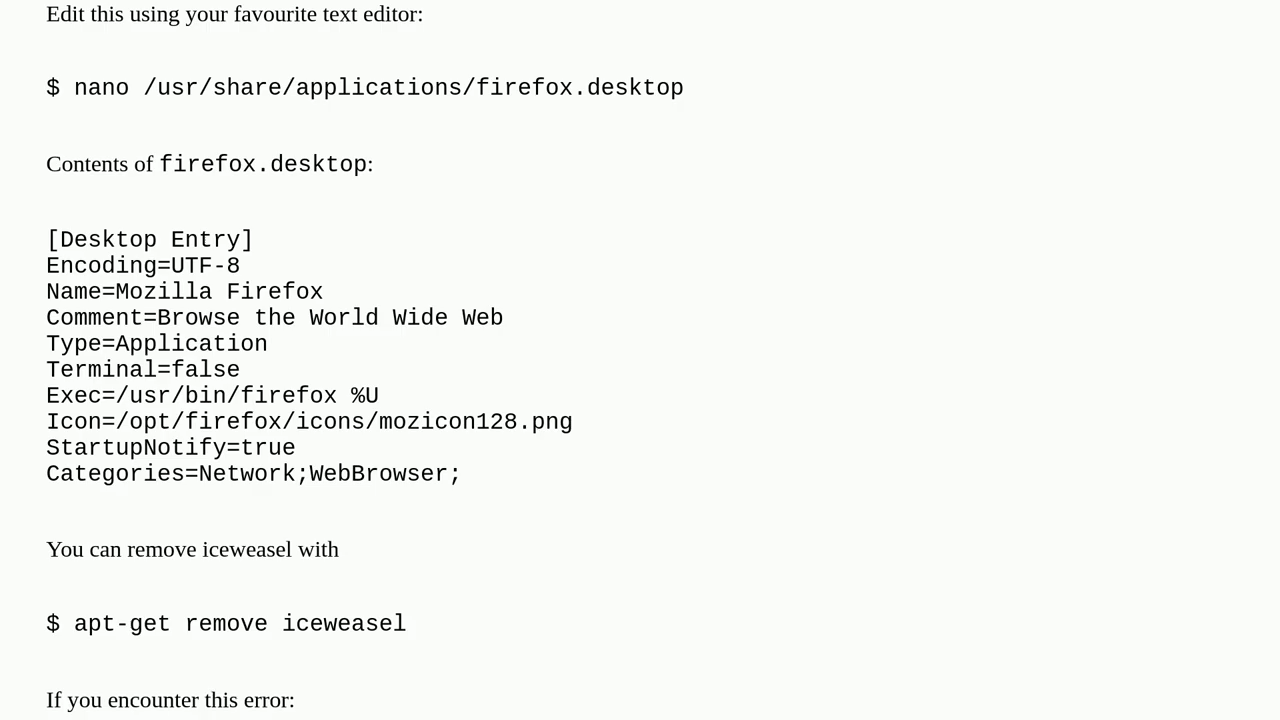 Edit this using your favourite text editor:
$ nano /usr/share/applications/firefox.desktop
Contents of firefox.desktop:
[Desktop Entry]
Encoding=UTF-8
Name=Mozilla Firefox
Comment=Browse the World Wide Web
Type=Application
Terminal=false
Exec=/usr/bin/firefox %U
Icon=/opt/firefox/icons/mozicon128.png
StartupNotify=true
Categories=Network;WebBrowser;
You can remove iceweasel with
$ apt-get remove iceweasel
If you encounter this error: